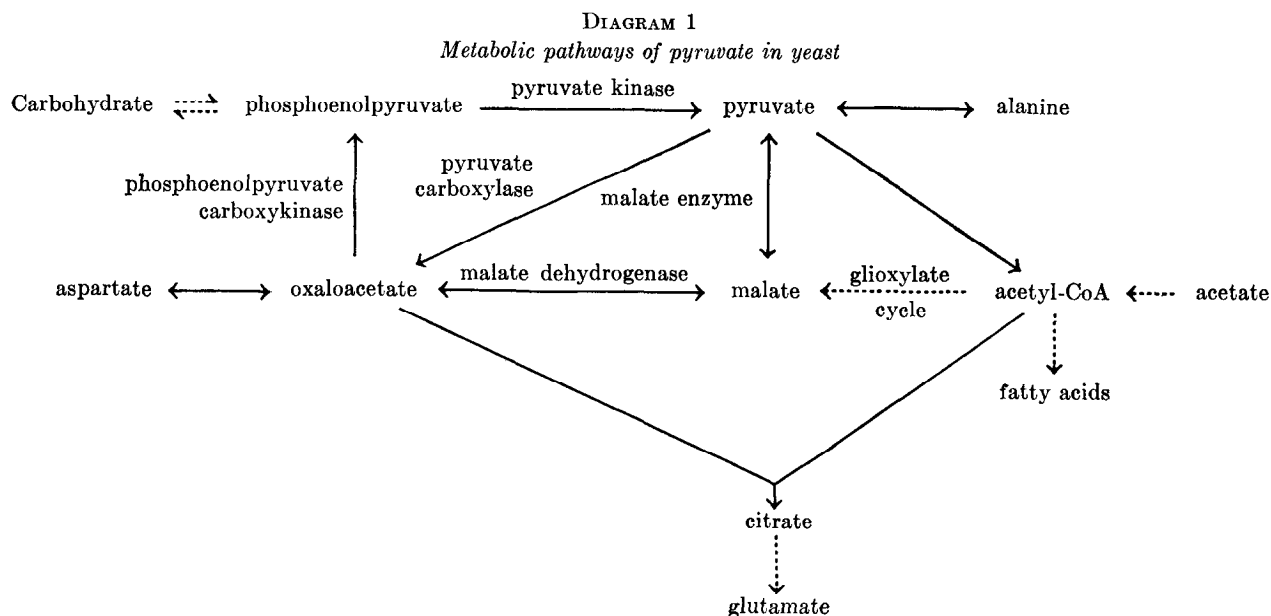 DIAGRAM 1
Metabolic pathways of pyruvate in yeast
Carbohydrate phosphoenolpyruvate pyruvate kinase pyruvate alanine
phosphoenolpyruvate
carboxykinase
pyruvate
carboxylase
malate enzyme
aspartate oxaloacetate malate dehydrogenase malate glioxylate acetyl-CoA acetate
cycle
fatty acids
citrate
glutamate